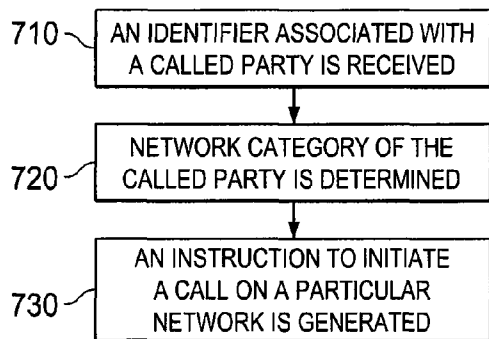 710
AN IDENTIFIER ASSOCIATED WITH
A CALLED PARTY IS RECEIVED
720
NETWORK CATEGORY OF THE
CALLED PARTY IS DETERMINED
730
AN INSTRUCTION TO INITIATE
A CALL ON A PARTICULAR
NETWORK IS GENERATED